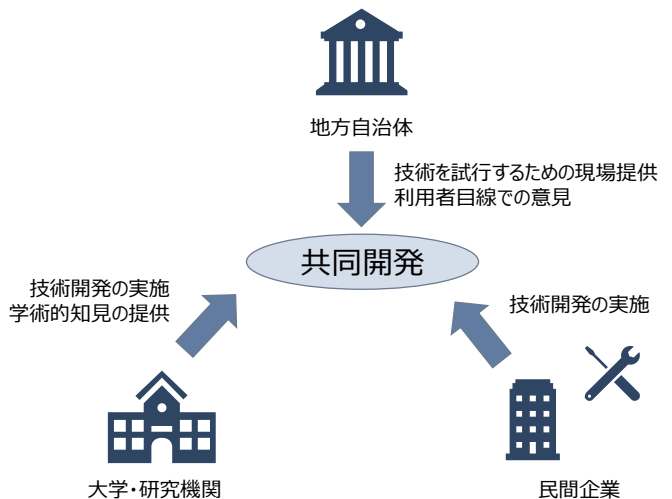 地方自治体
技術を試行するための現場提供
利用者目線での意見
共同開発
技術開発の実施
学術的知見の提供
技術開発の実施
大学・研究機関
民間企業